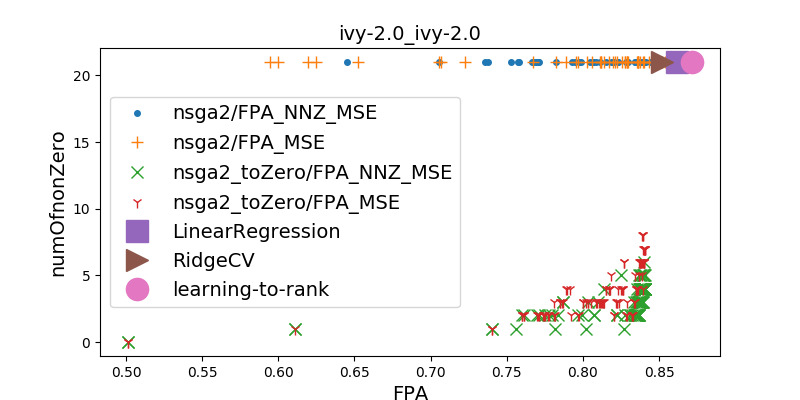 ivy-2.0_ivy-2.0
numOfnonZero
20
15
10
5
0
nsga2/FPA_NNZ_MSE
nsga2/FPA_MSE
nsga2_toZero/FPA_NNZ_MSE
nsga2_toZero/FPA_MSE
LinearRegression
RidgeCV
learning-to-rank
0.50 0.55 0.60 0.65 0.70 0.75 0.80 0.85
FPA